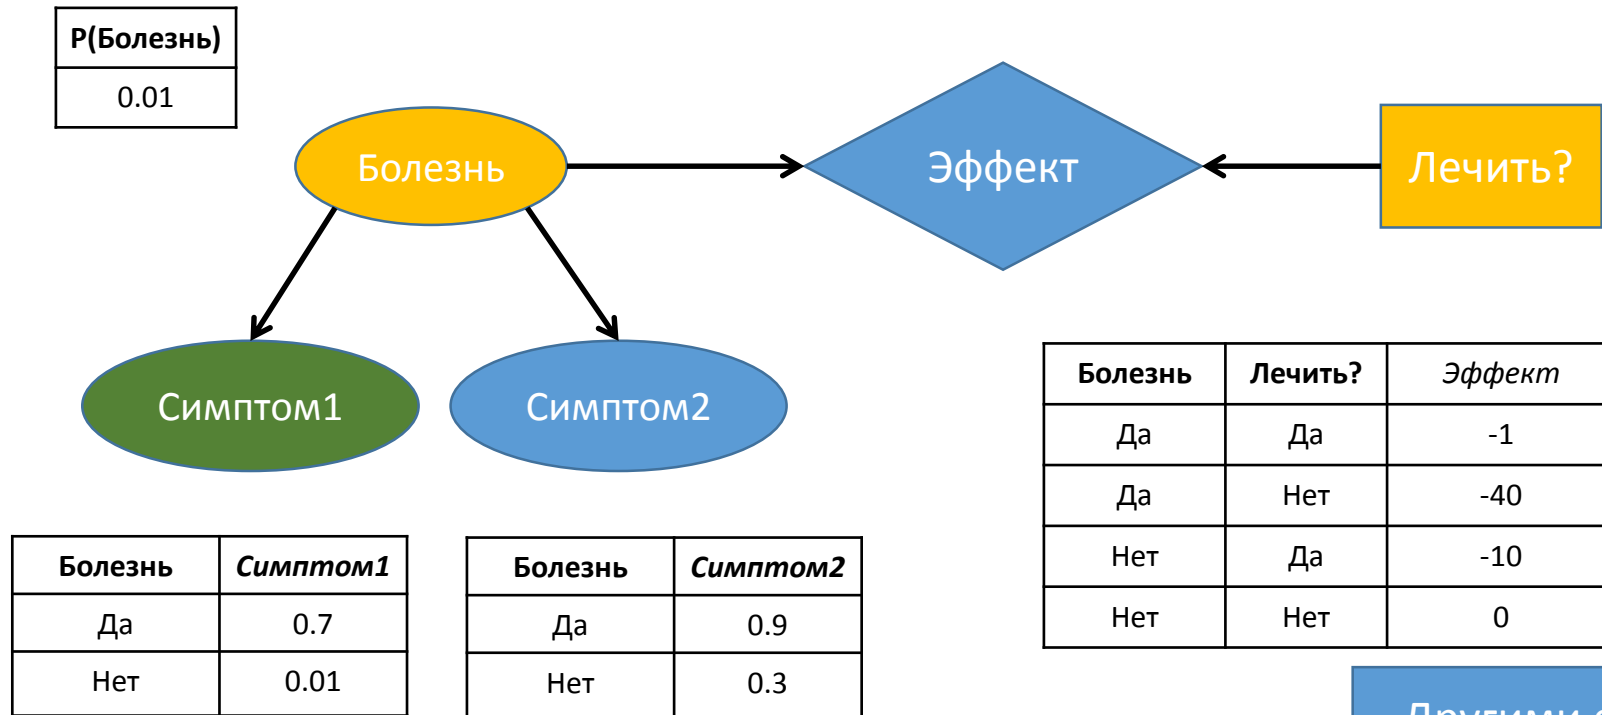 P(Болезнь)
0.01
Болезнь
Эффект
Лечить?
Симптом1
Симптом2
Болезнь Лечить? Эффект
Да Да -1
Да Нет -40
Нет Да -10
Нет Нет 0
Болезнь Симптом1
Да 0.7
Нет 0.01
Болезнь Симптом2
Да 0.9
Нет 0.3